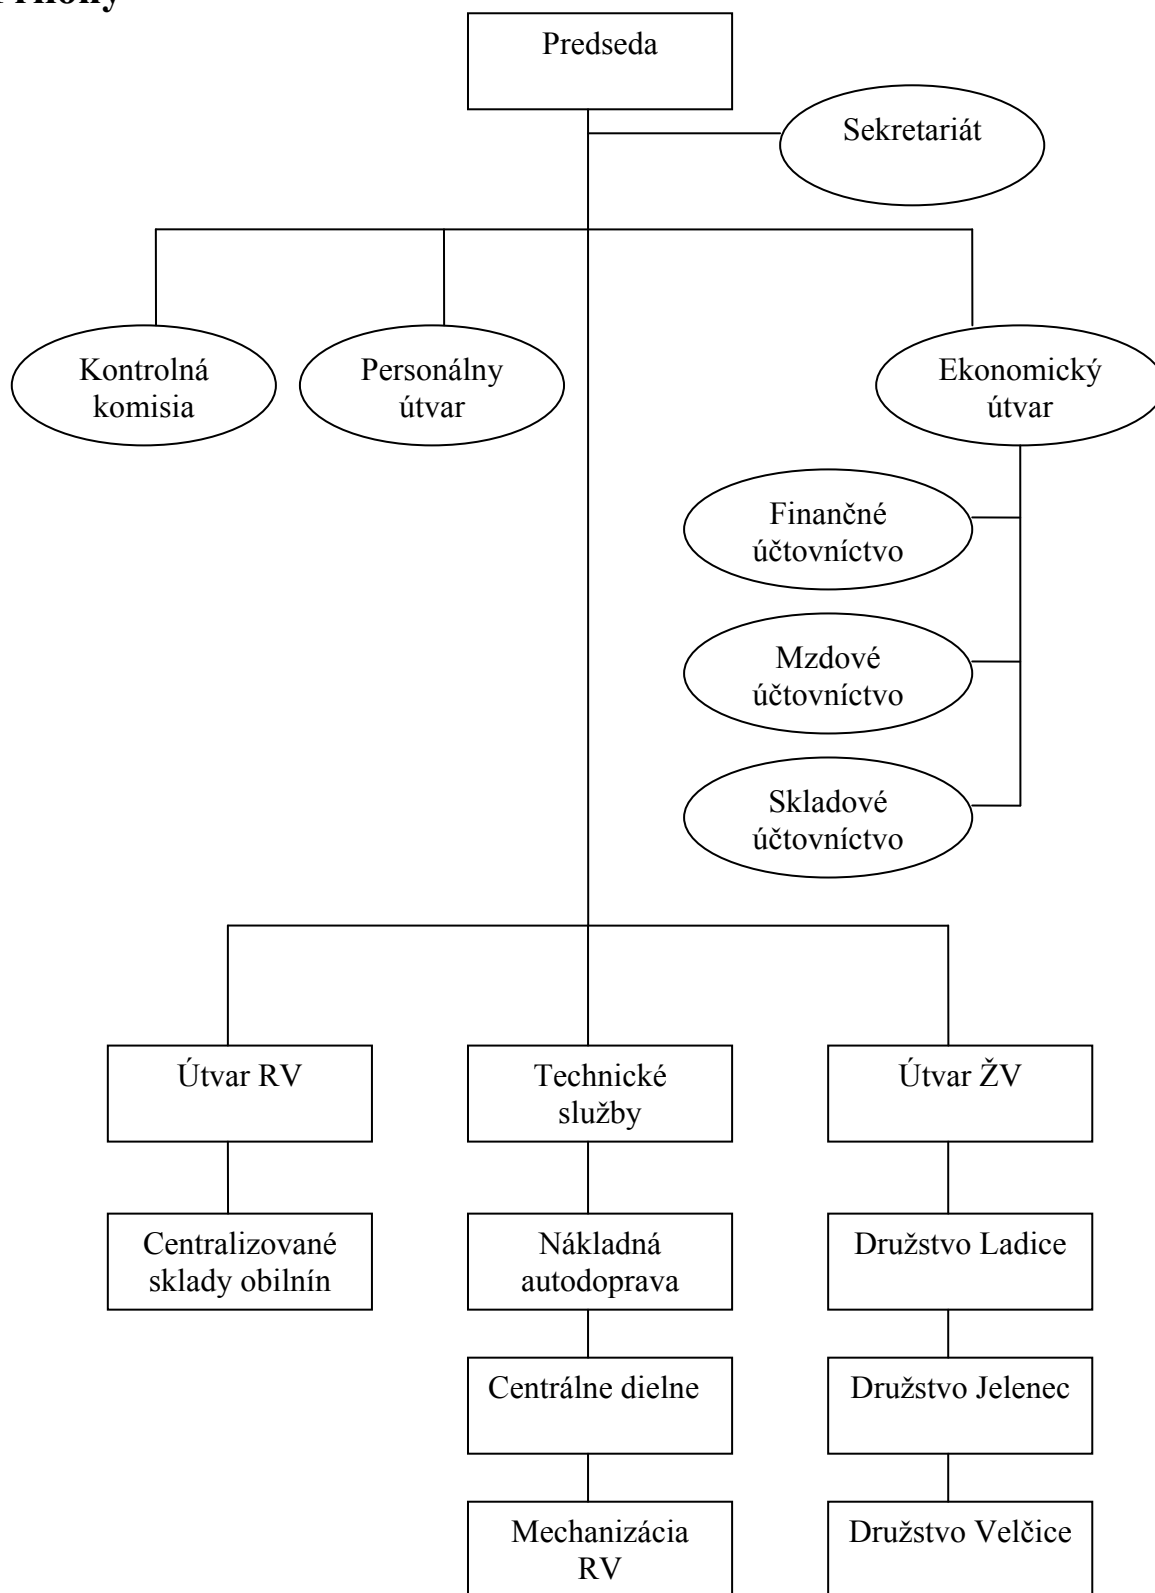 Predseda
Sekretariát
Kontrolná
komisia
Personálny
útvar
Ekonomický
útvar
Finančné
účtovníctvo
Mzdové
účtovníctvo
Skladové
účtovníctvo
Útvar RV
Technické
služby
Útvar ŽV
Centralizované
sklady obilnín
Nákladná
autodoprava
Družstvo Ladice
Centrálne dielne
Družstvo Jelenec
Mechanizácia
RV
Družstvo Velčice